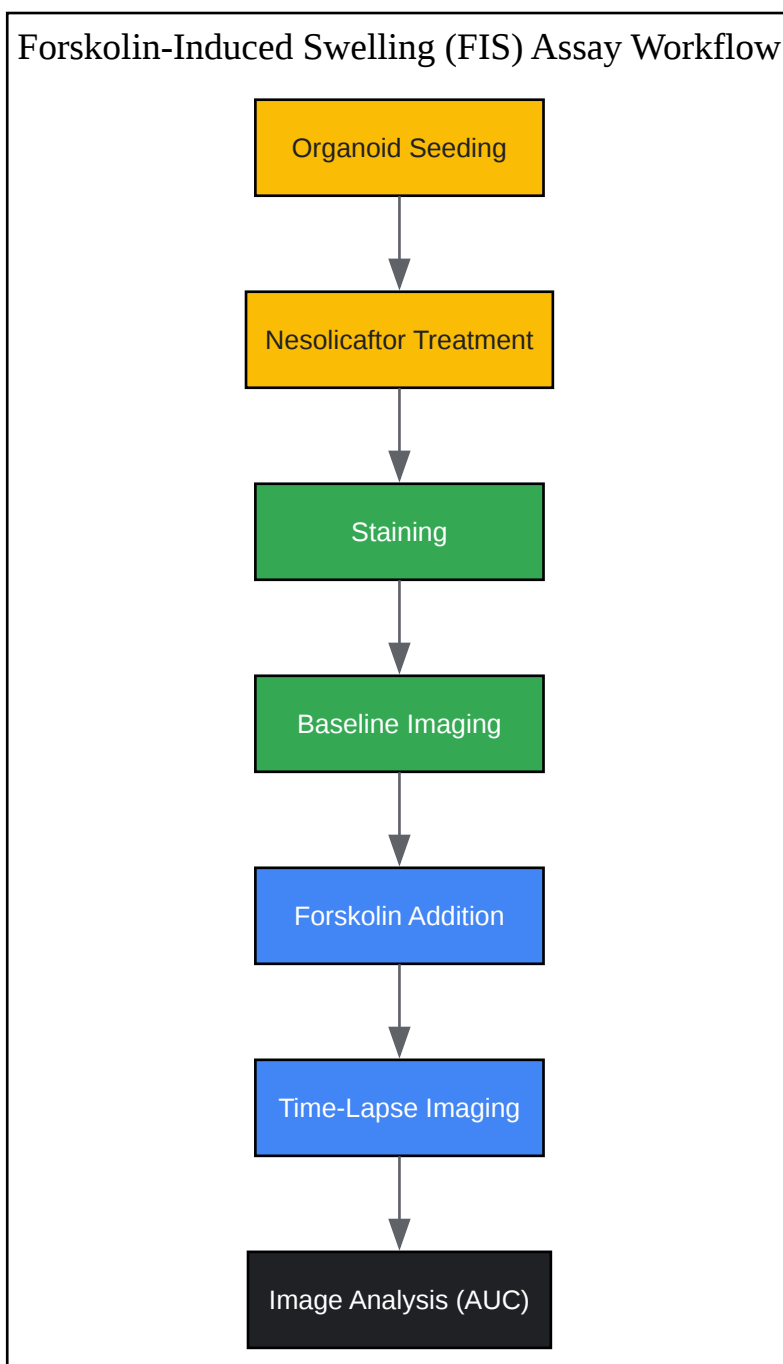 Forskolin-Induced Swelling (FIS) Assay Workflow
Organoid Seeding
Nesolicaftor Treatment
Staining
Baseline Imaging
Forskolin Addition
Time-Lapse Imaging
Image Analysis (AUC)